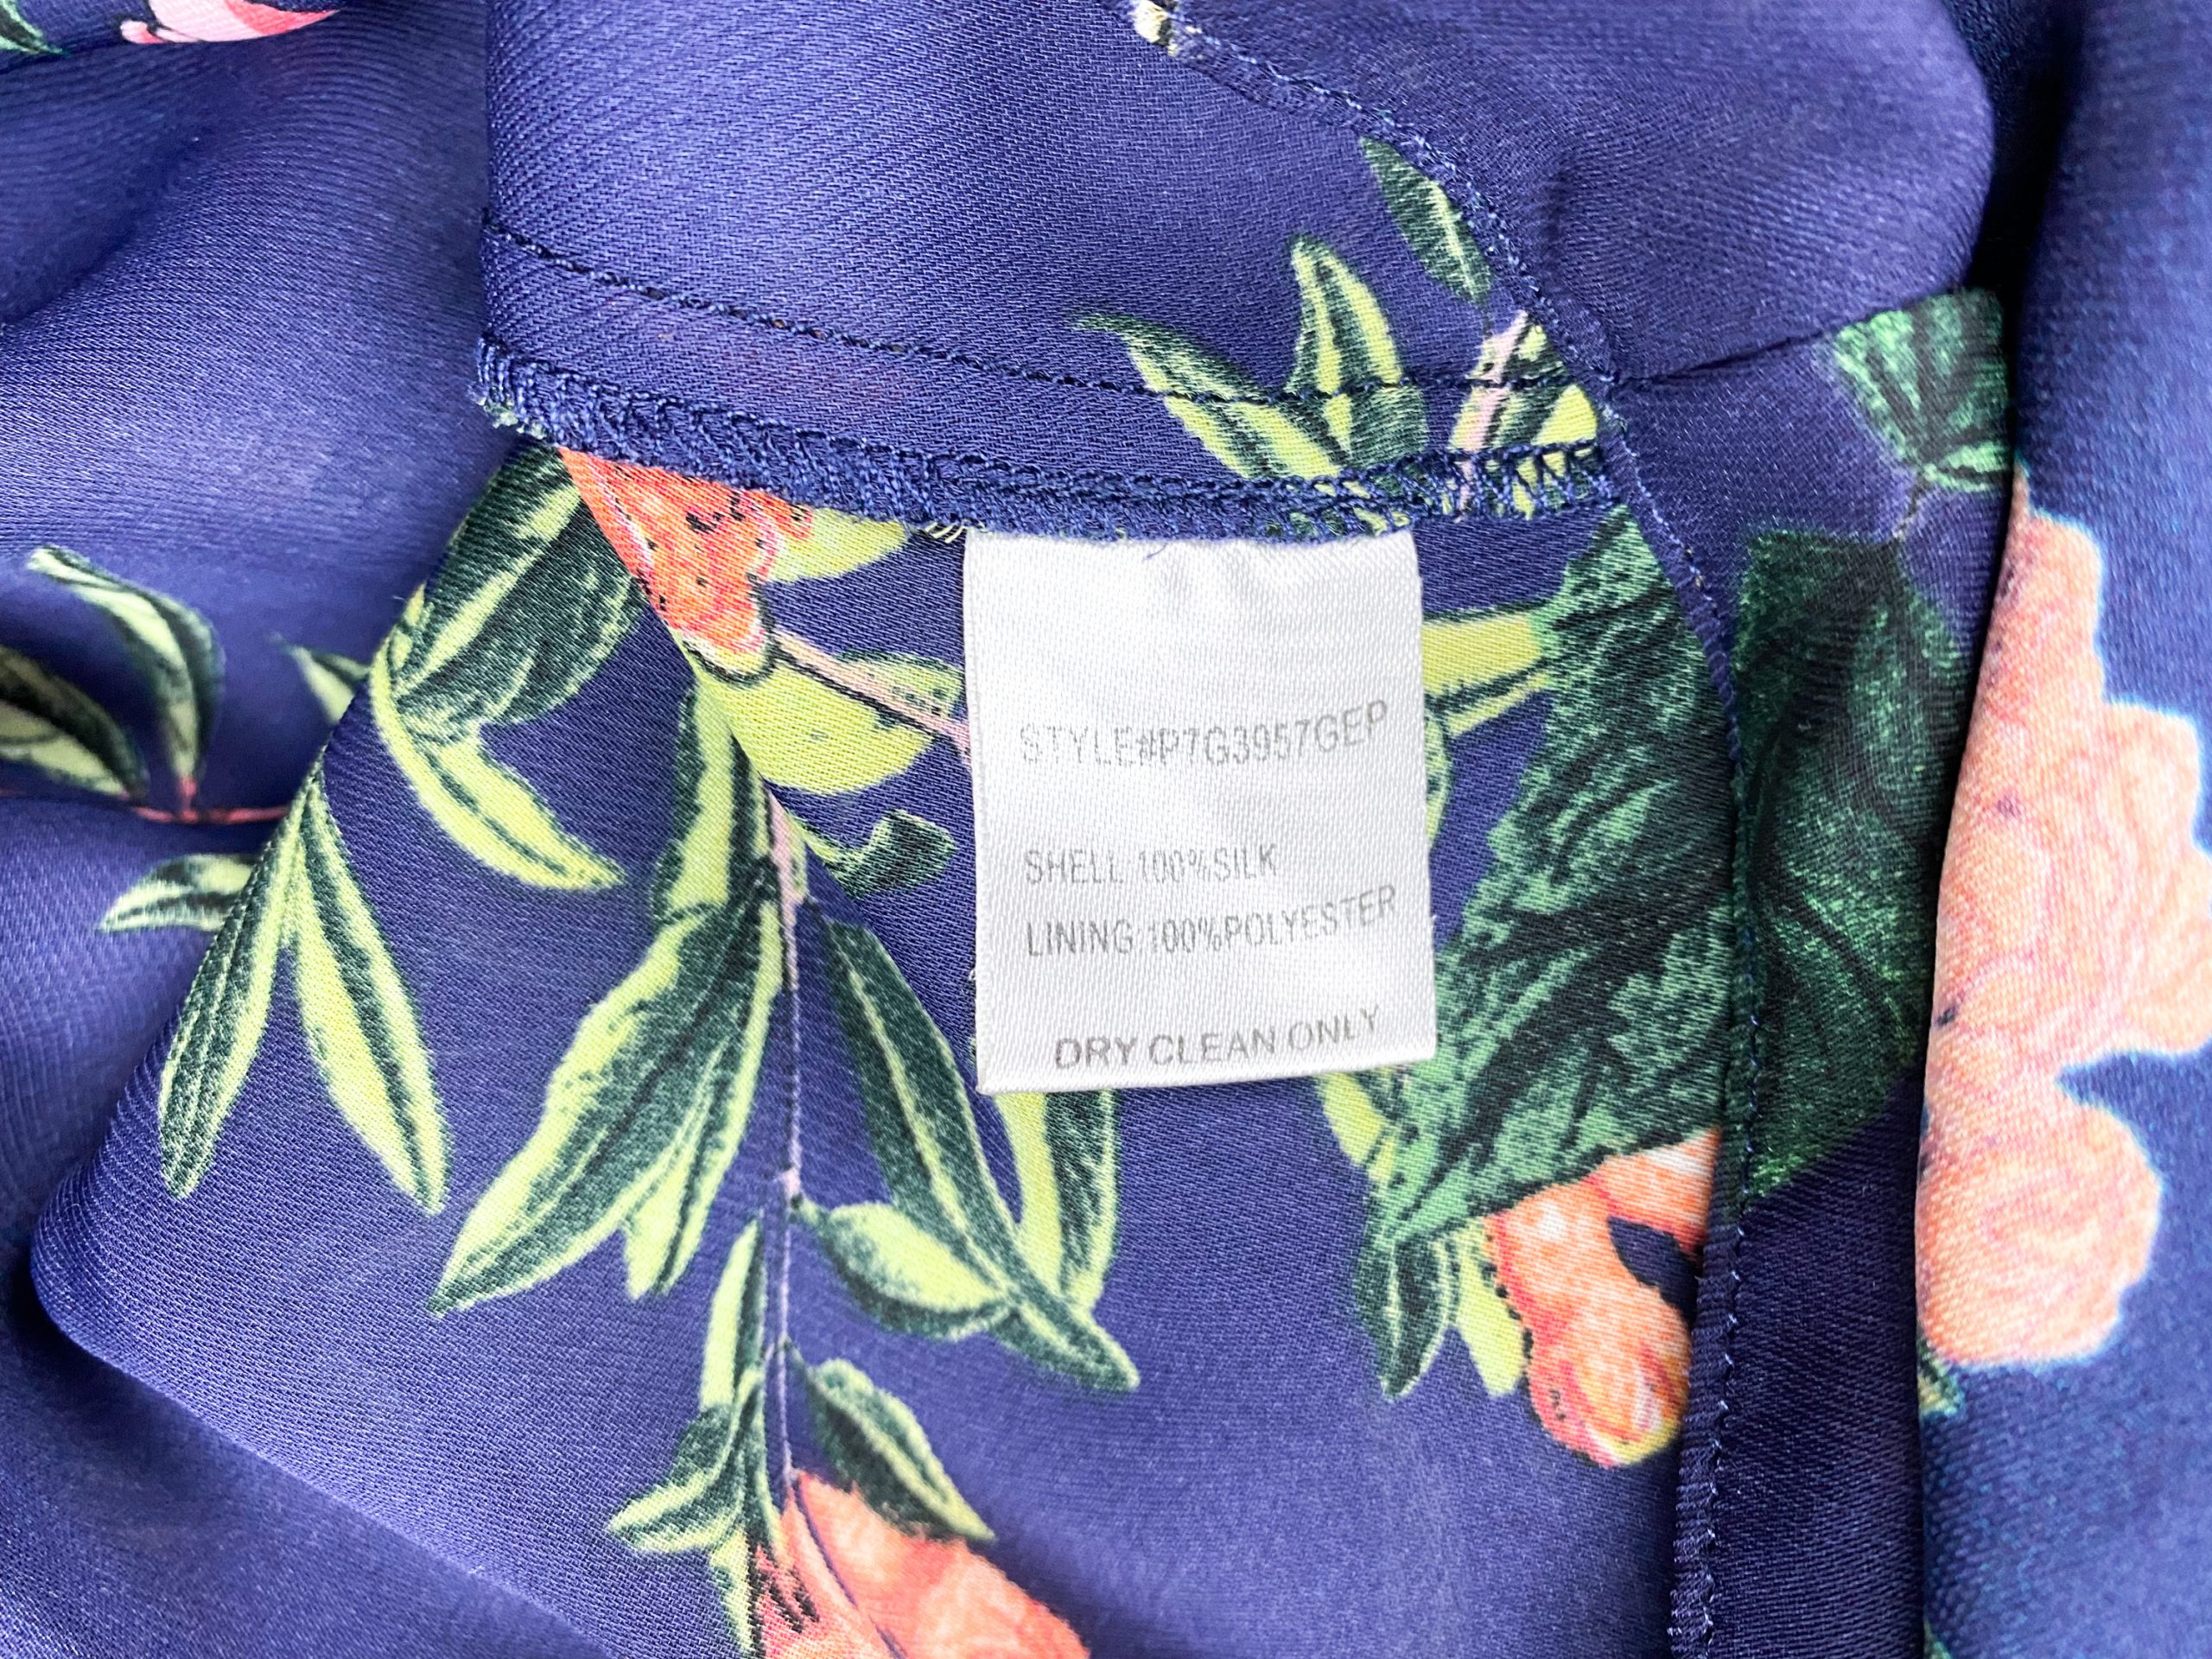 STYLE#P7G3957GEP
SHELL 100%SILK
LINING 100%POLYESTER
DRY CLEAN ONLY